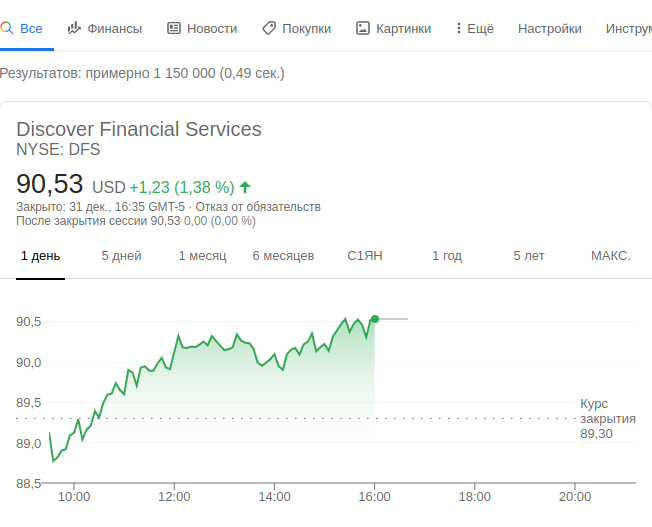 Все Финансы Новости Покупки Картинки Ещё Настройки Инструм
Результатов: примерно 1 150 000 (0,49 сек.)
Discover Financial Services
NYSE: DFS
90,53 USD +1,23 (1,38 %)
Закрыто: 31 дек., 16:35 GMT-5 · Отказ от обязательств
После закрытия сессии 90,53 0,00 (0,00 %)
1 день 5 дней 1 месяц 6 месяцев С1ЯН 1 год 5 лет МАКС.
90,5
90,0
89,5
Курс
закрытия
89,30
89,0
88,5
10:00 12:00 14:00 16:00 18:00 20:00